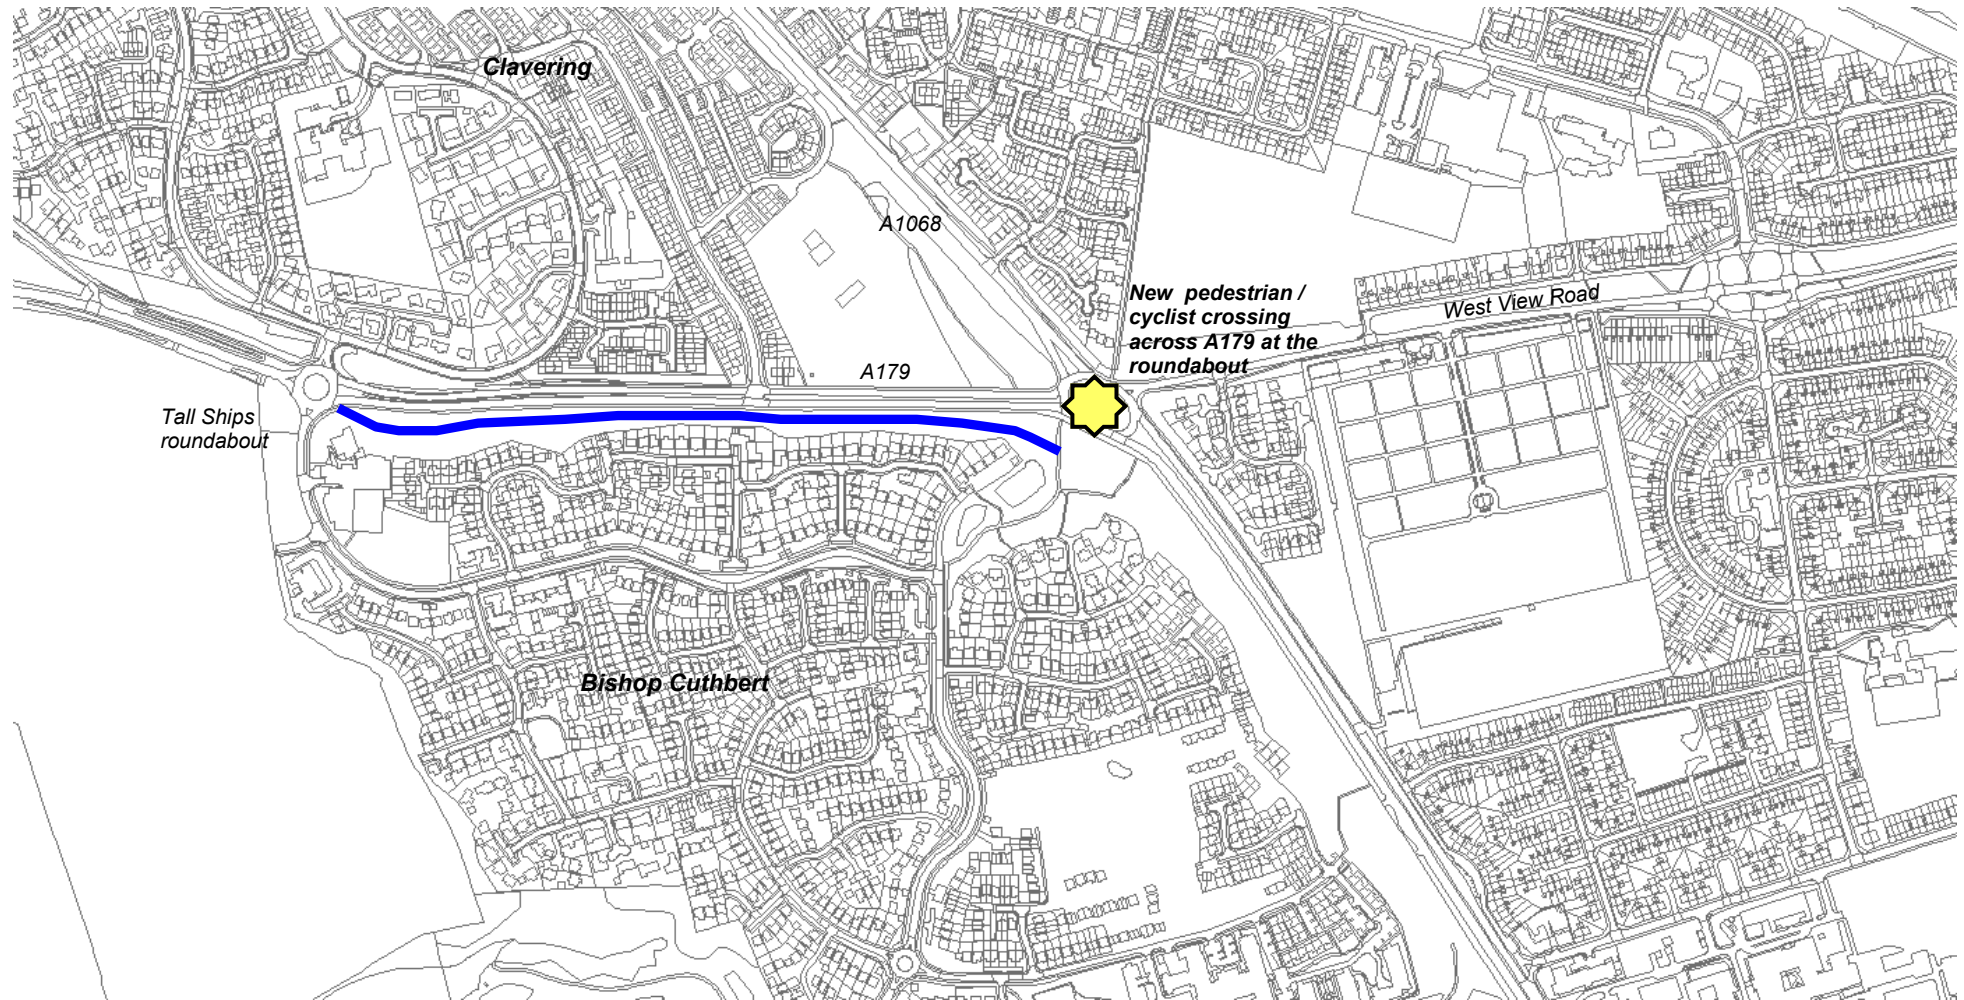 Clavering
A1068
New pedestrian /
cyclist crossing
across A179 at the
roundabout
West View Road
A179
Tall Ships
roundabout
Bishop Cuthbert